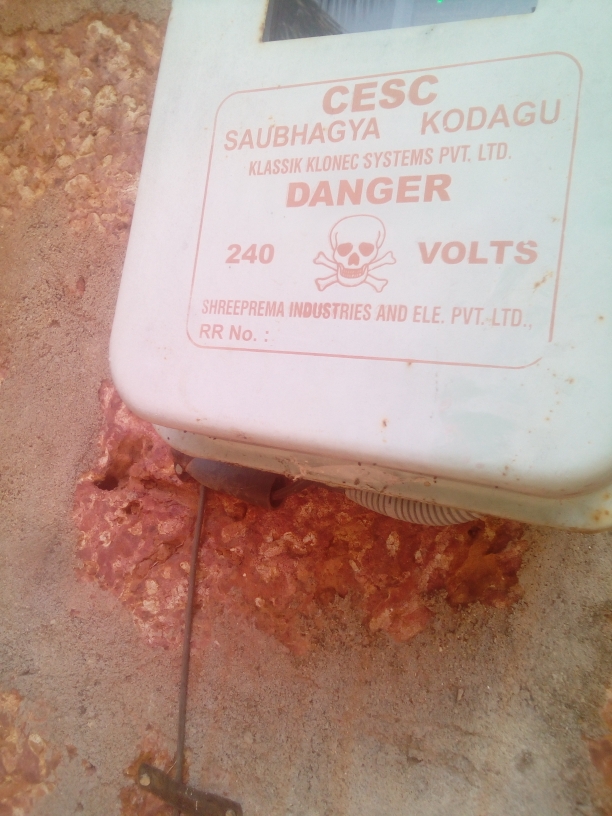 CESC
SAUBHAGYA KODAGU
KLASSIK KLONEC SYSTEMS PVT. LTD.
DANGER
240 VOLTS
SHREEPREMA INDUSTRIES AND ELE. PVT. LTD.,
RR No. :